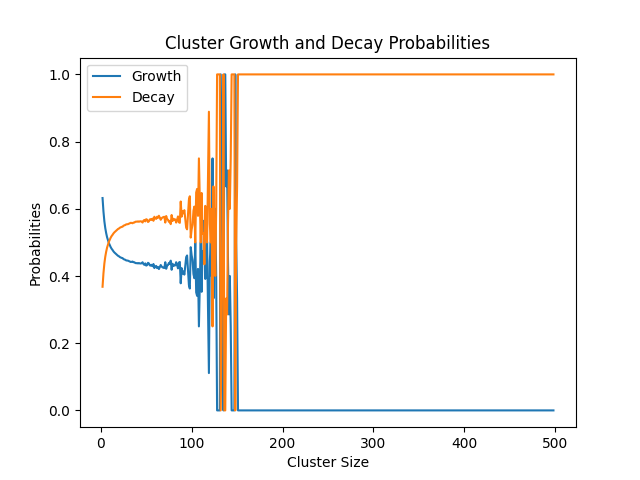 Cluster Growth and Decay Probabilities
Growth
Decay
1.0
0.8
0.6
0.4
0.2
0.0
Probabilities
0 100 200 300 400 500
Cluster Size